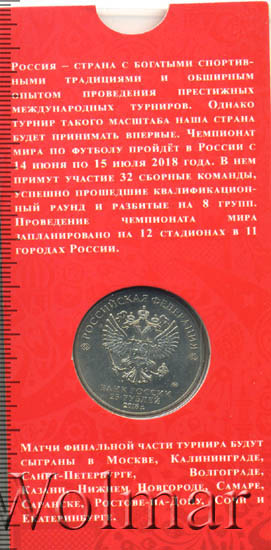 Россия – страна с богатыми спортив-
ными традициями и обширным
опытом проведения престижных
международных турниров. Однако
турнир такого масштаба наша страна
будет принимать впервые. Чемпионат
мира по футболу пройдёт в России с
14 июня по 15 июля 2018 года. В нем
примут участие 32 сборные команды,
успешно прошедшие квалификацион-
ный раунд и разбитые на 8 групп.
Проведение чемпионата мира
запланировано на 12 стадионах в 11
городах России.
РОССИЙСКАЯ ФЕДЕРАЦИЯ
БАНК РОССИИ
25 РУБЛЕЙ
2018 г.
Матчи финальной части турнира будут
сыграны в Москве, Калининграде,
Санкт-Петербурге, Волгограде,
Казани, Нижнем Новгороде, Самаре,
Саранске, Ростове-на-Дону, Сочи и
Екатеринбурге.
Wolmar